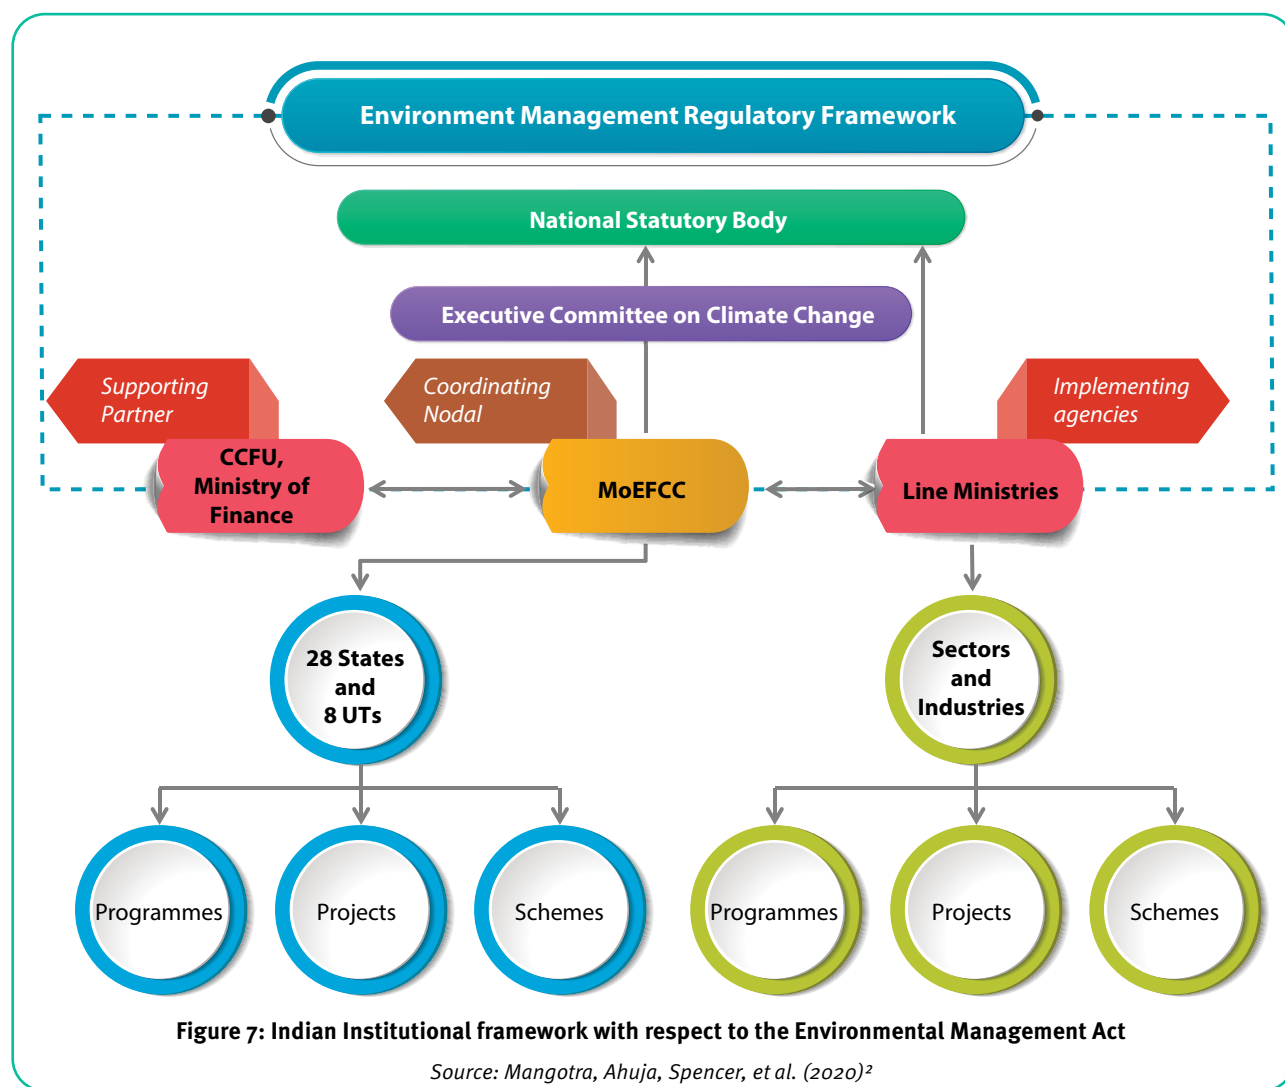 Environment Management Regulatory Framework
National Statutory Body
Executive Committee on Climate Change
Supporting
Partner
Coordinating
Nodal
Implementing
agencies
CCFU,
Ministry of
Finance
MoEFCC
Line Ministries
28 States
and
8 UTs
Sectors
and
Industries
Programmes
Projects
Schemes
Programmes
Projects
Schemes
Figure 7: Indian Institutional framework with respect to the Environmental Management Act
Source: Mangotra, Ahuja, Spencer, et al. (2020)²